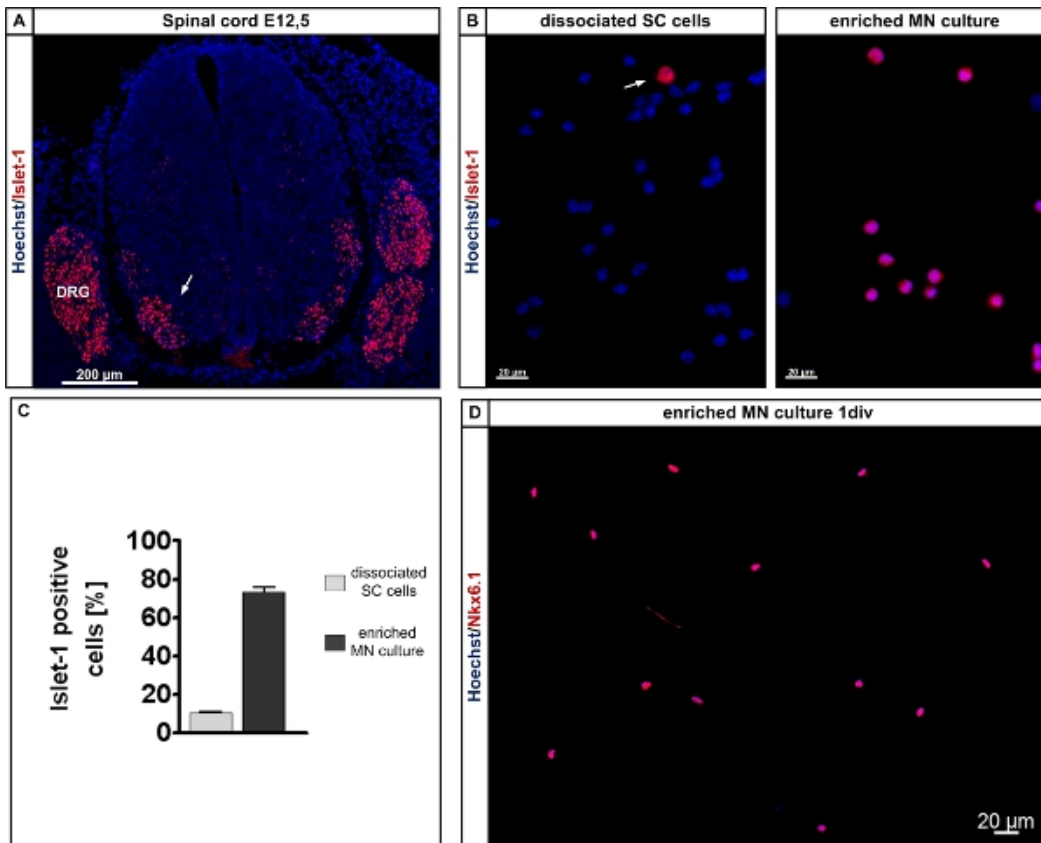 A
Spinal cord E12,5
Hoechst/Islet-1
DRG
200 µm
B
dissociated SC cells
enriched MN culture
Hoechst/Islet-1
20 µm
20 µm
C
Islet-1 positive
cells [%]
100
80
60
40
20
0
dissociated
SC cells
enriched
MN culture
D
enriched MN culture 1div
Hoechst/Nkx6.1
20 µm